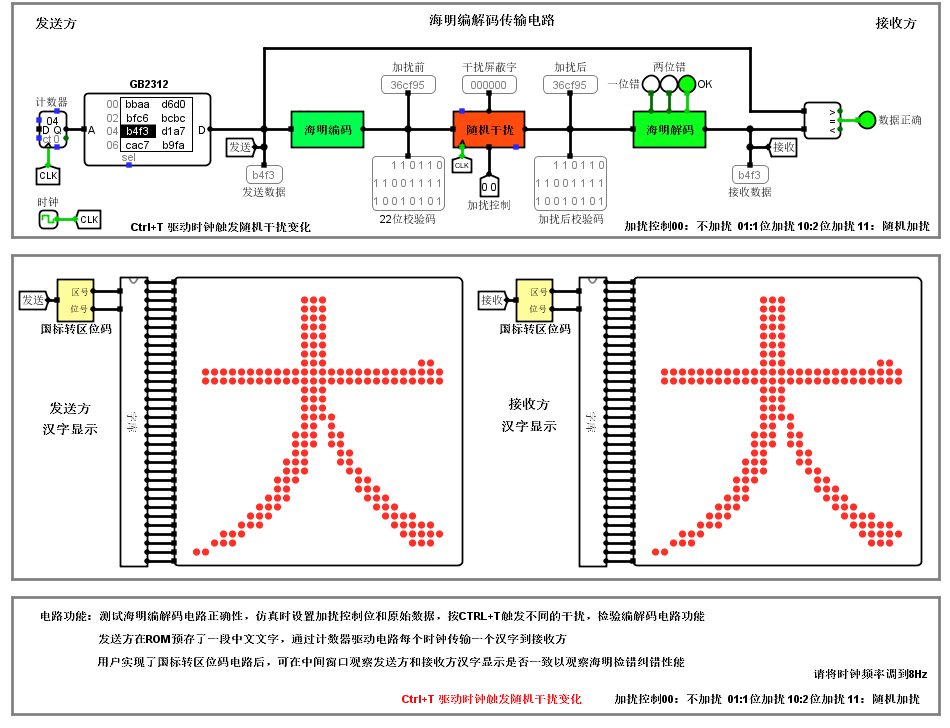 海明编解码传输电路
发送方
接收方
计数器
04
D Q
ct 0
CLK
时钟
CLK
GB2312
A
D
00 bbaa d6d0
02 bfc6 bcbc
04 b4f3 d1a7
06 cac7 b9fa
sel
发送
b4f3
发送数据
海明编码
加扰前
36cf95
110110
11001111
10010101
22位校验码
干扰屏蔽字
000000
随机干扰
CLK
00
加扰控制
加扰后
36cf95
110110
11001111
10010101
加扰后校验码
两位错
一位错
OK
海明解码
接收
b4f3
接收数据
>
=
<
数据正确
Ctrl+T 驱动时钟触发随机干扰变化
加扰控制00：不加扰 01:1位加扰 10:2位加扰 11：随机加扰
发送
区号
位号
国标转区位码
字库
发送方
汉字显示
大
接收
区号
位号
国标转区位码
字库
接收方
汉字显示
大
电路功能：测试海明编解码电路正确性，仿真时设置加扰控制位和原始数据，按CTRL+T触发不同的干扰，检验编解码电路功能
发送方在ROM预存了一段中文文字，通过计数器驱动电路每个时钟传输一个汉字到接收方
用户实现了国标转区位码电路后，可在中间窗口观察发送方和接收方汉字显示是否一致以观察海明检错纠错性能
请将时钟频率调到8Hz
Ctrl+T 驱动时钟触发随机干扰变化
加扰控制00：不加扰 01:1位加扰 10:2位加扰 11：随机加扰